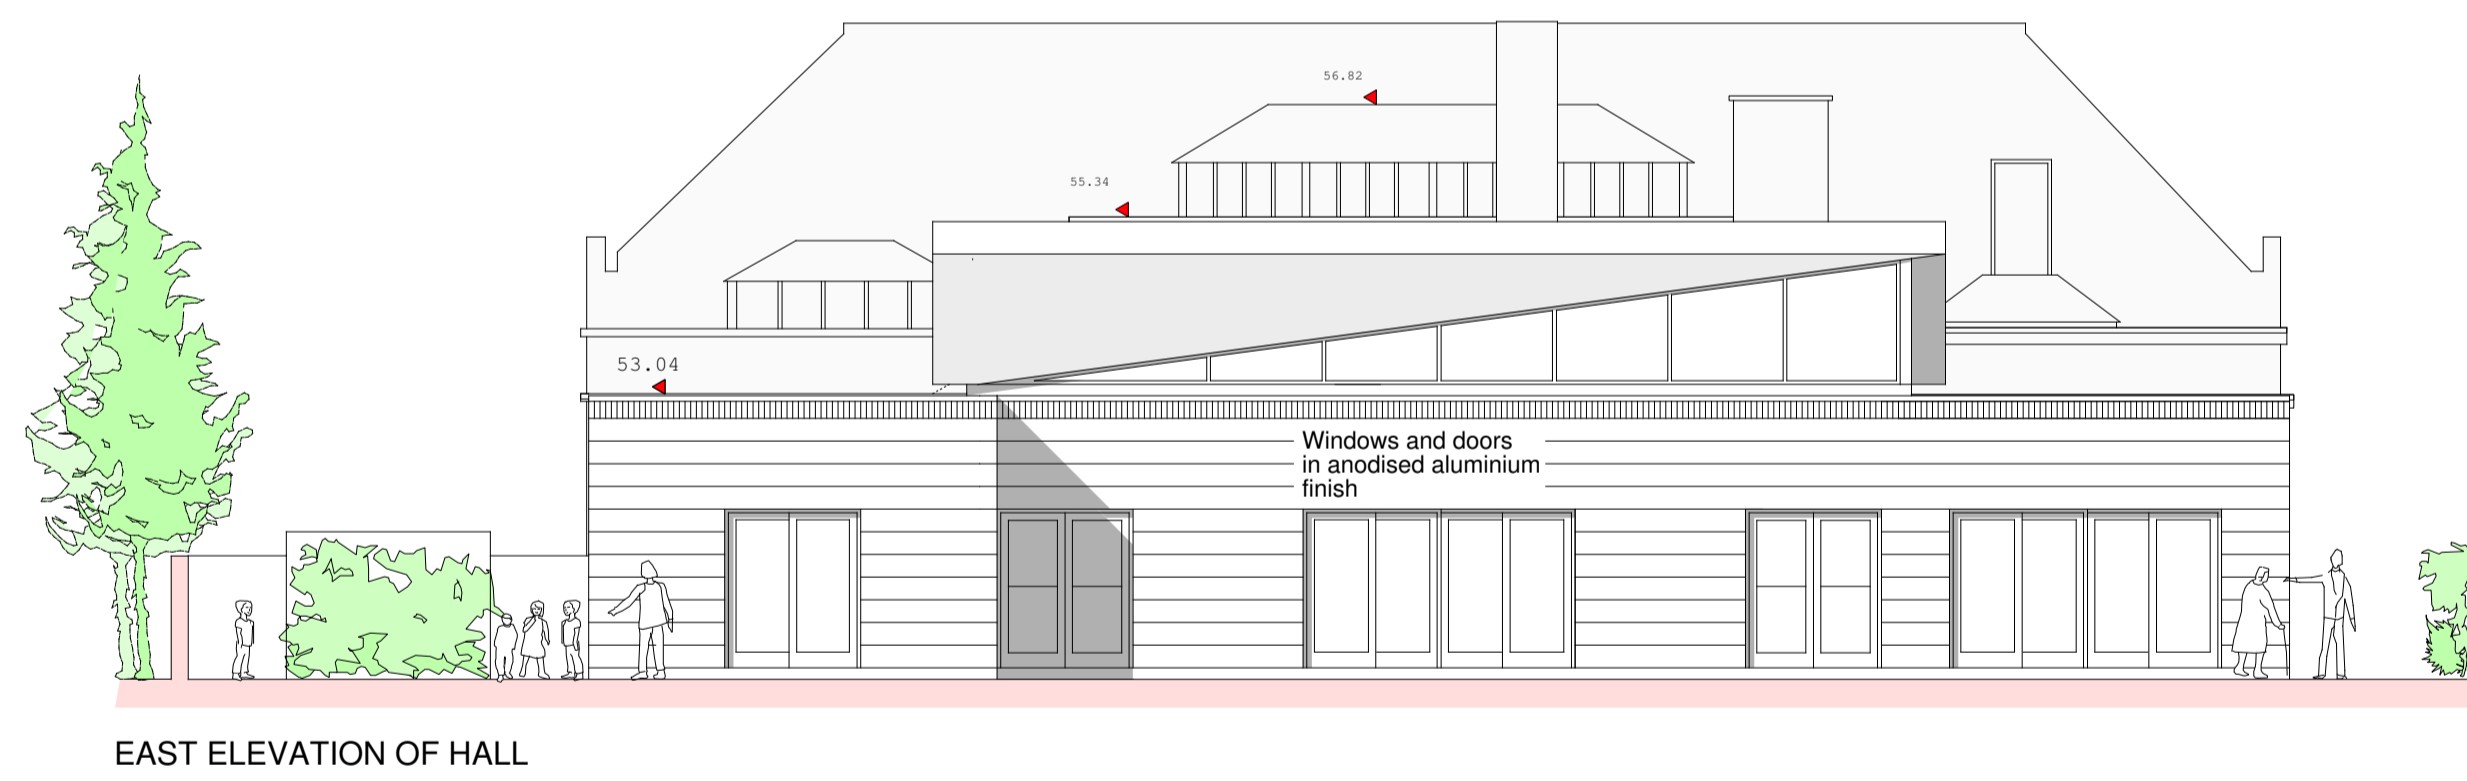 56.82
55.34
53.04
Windows and doors
in anodised aluminium
finish
EAST ELEVATION OF HALL